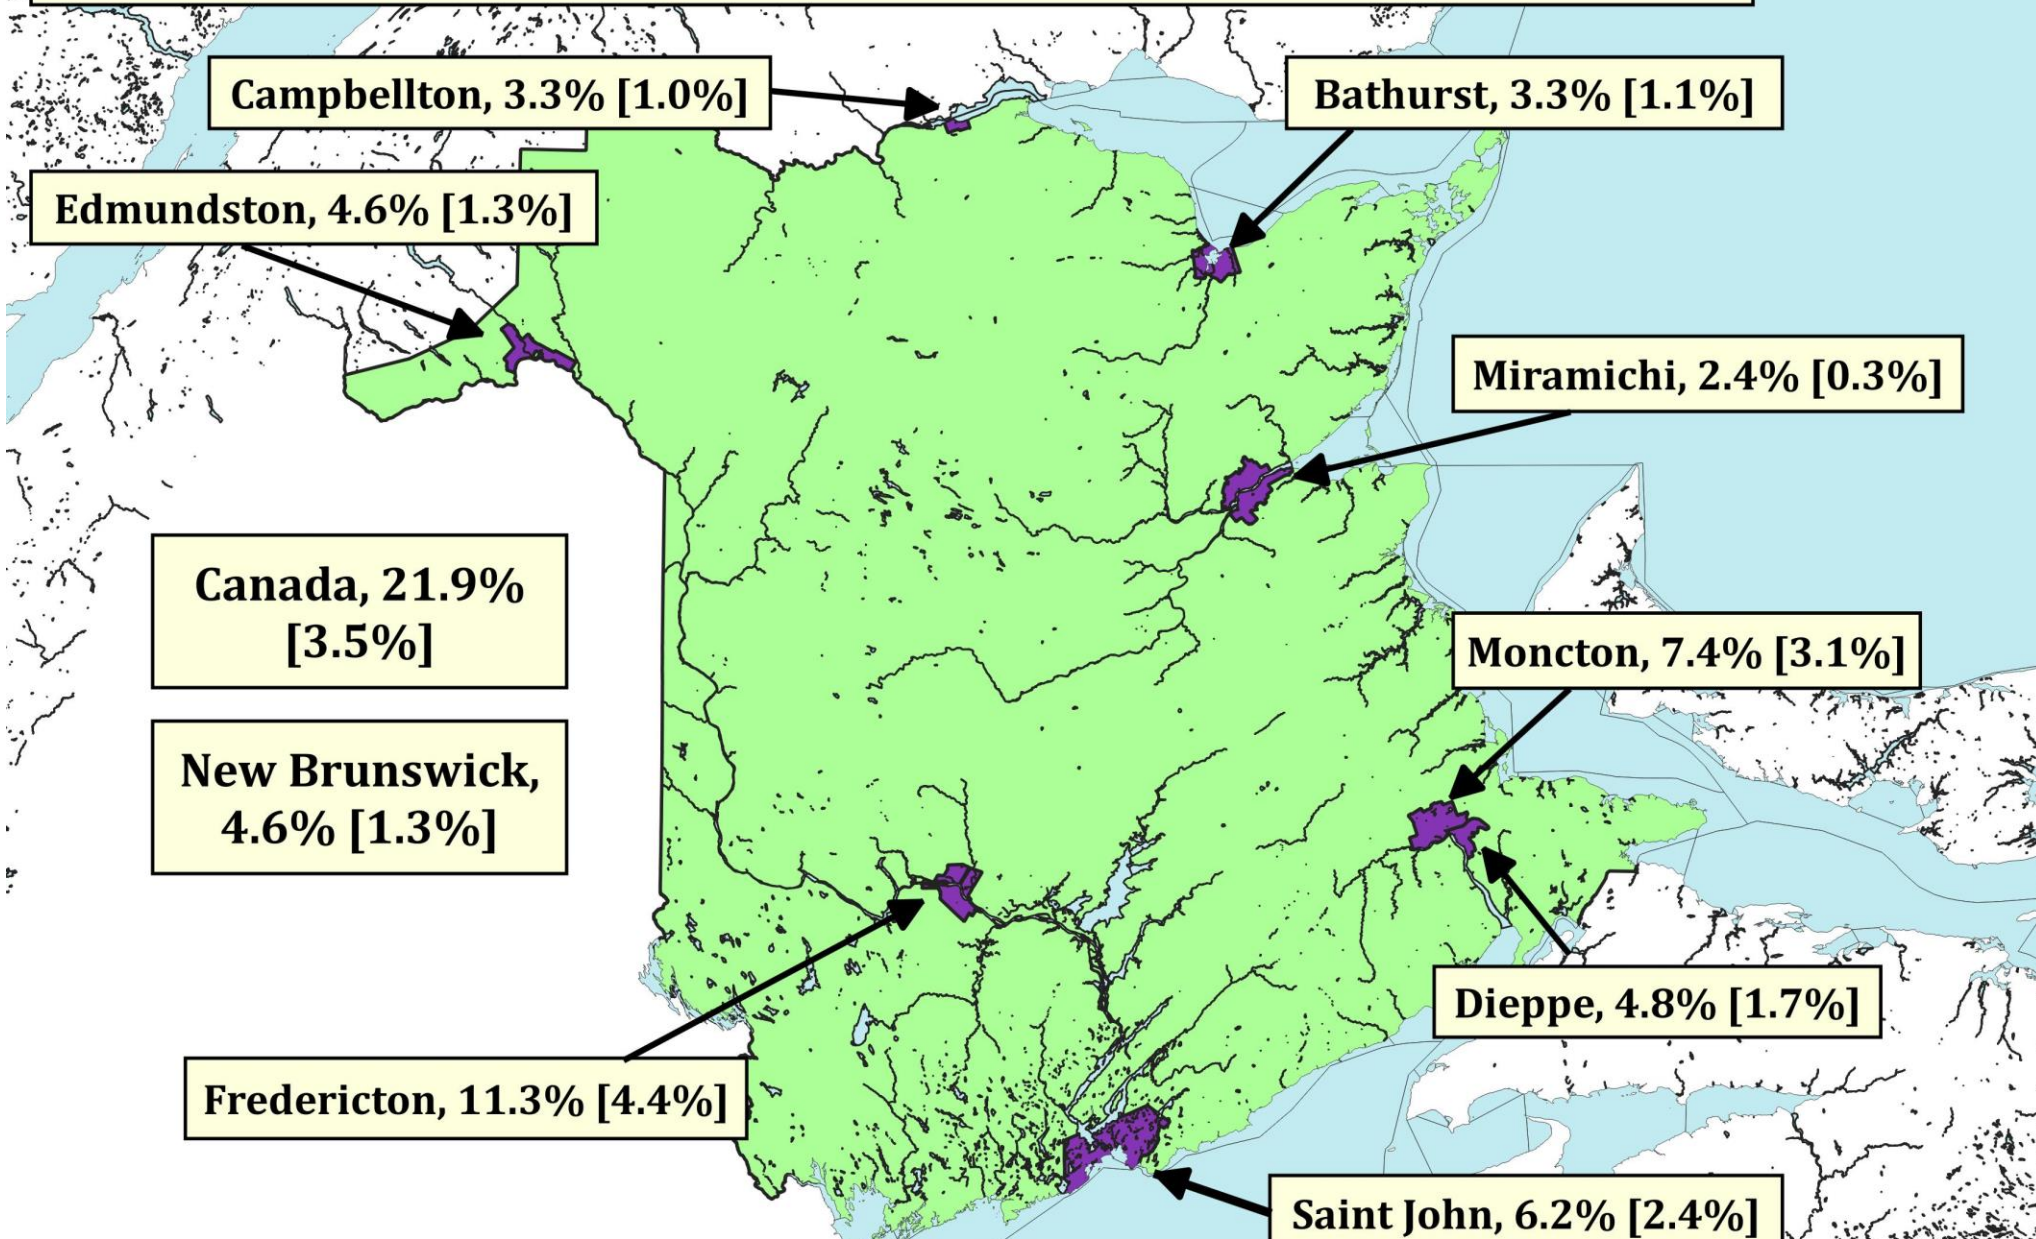 Campbellton, 3.3% [1.0%]
Bathurst, 3.3% [1.1%]
Edmundston, 4.6% [1.3%]
Miramichi, 2.4% [0.3%]
Canada, 21.9%
[3.5%]
Moncton, 7.4% [3.1%]
New Brunswick,
4.6% [1.3%]
Dieppe, 4.8% [1.7%]
Fredericton, 11.3% [4.4%]
Saint John, 6.2% [2.4%]